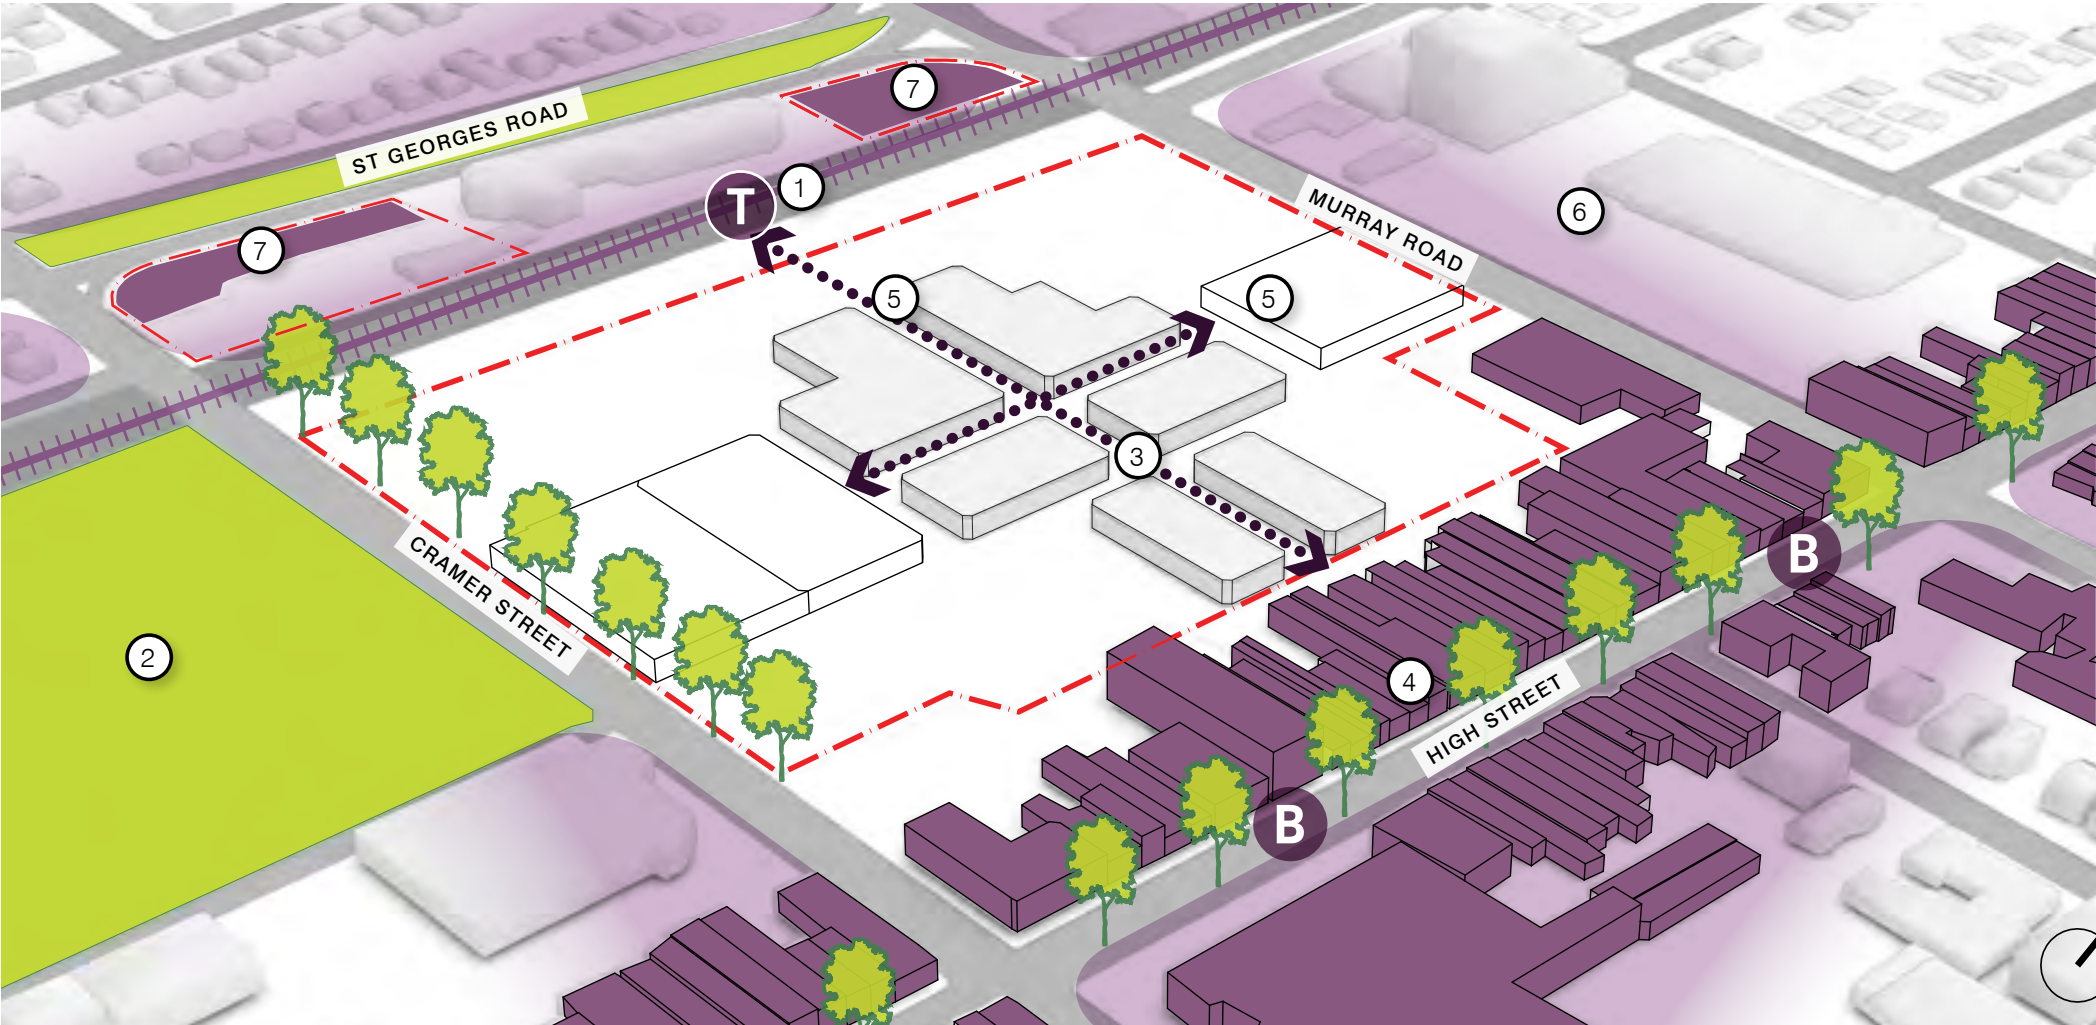 7
ST GEORGES ROAD
T
1
7
MURRAY ROAD
6
5
5
3
CRAMER STREET
2
B
4
HIGH STREET
B